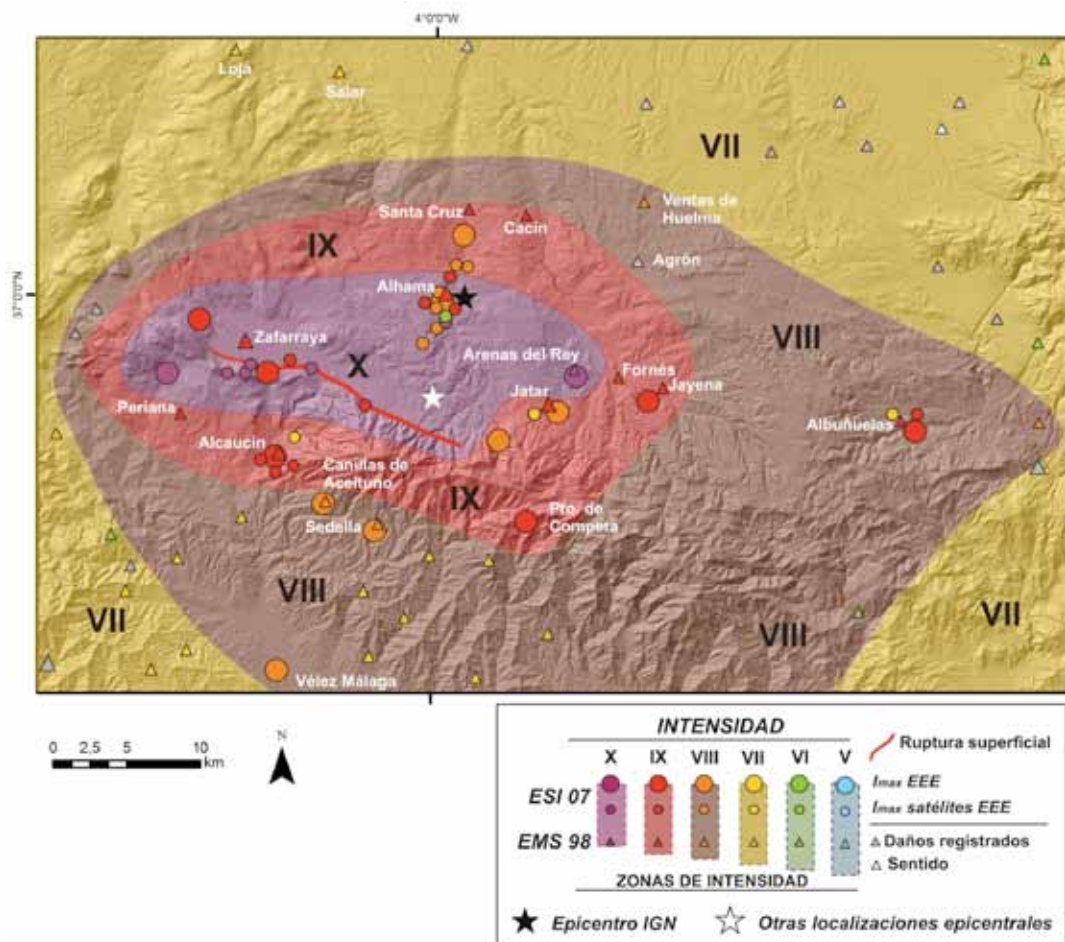 4°0'0"W
Loja
Salar
VII
Santa Cruz
Cacín
Ventas de
Huelma
IX
Agrón
37°0'0"N
Alhama
VIII
Zafarraya
X
Arenas del Rey
Fornés
Jatar
Jayena
Periana
Albuñuelas
Alcaucín
Canillas de
Aceituno
IX
Pto. de
Competa
Sedella
VIII
VIII
VII
VII
Vélez Málaga
0 2,5 5 10
km
N
INTENSIDAD
X IX VIII VII VI V
Ruptura superficial
ESI 07
Imax EEE
Imax satélites EEE
EMS 98
Daños registrados
Sentido
ZONAS DE INTENSIDAD
Epicentro IGN
Otras localizaciones epicentrales